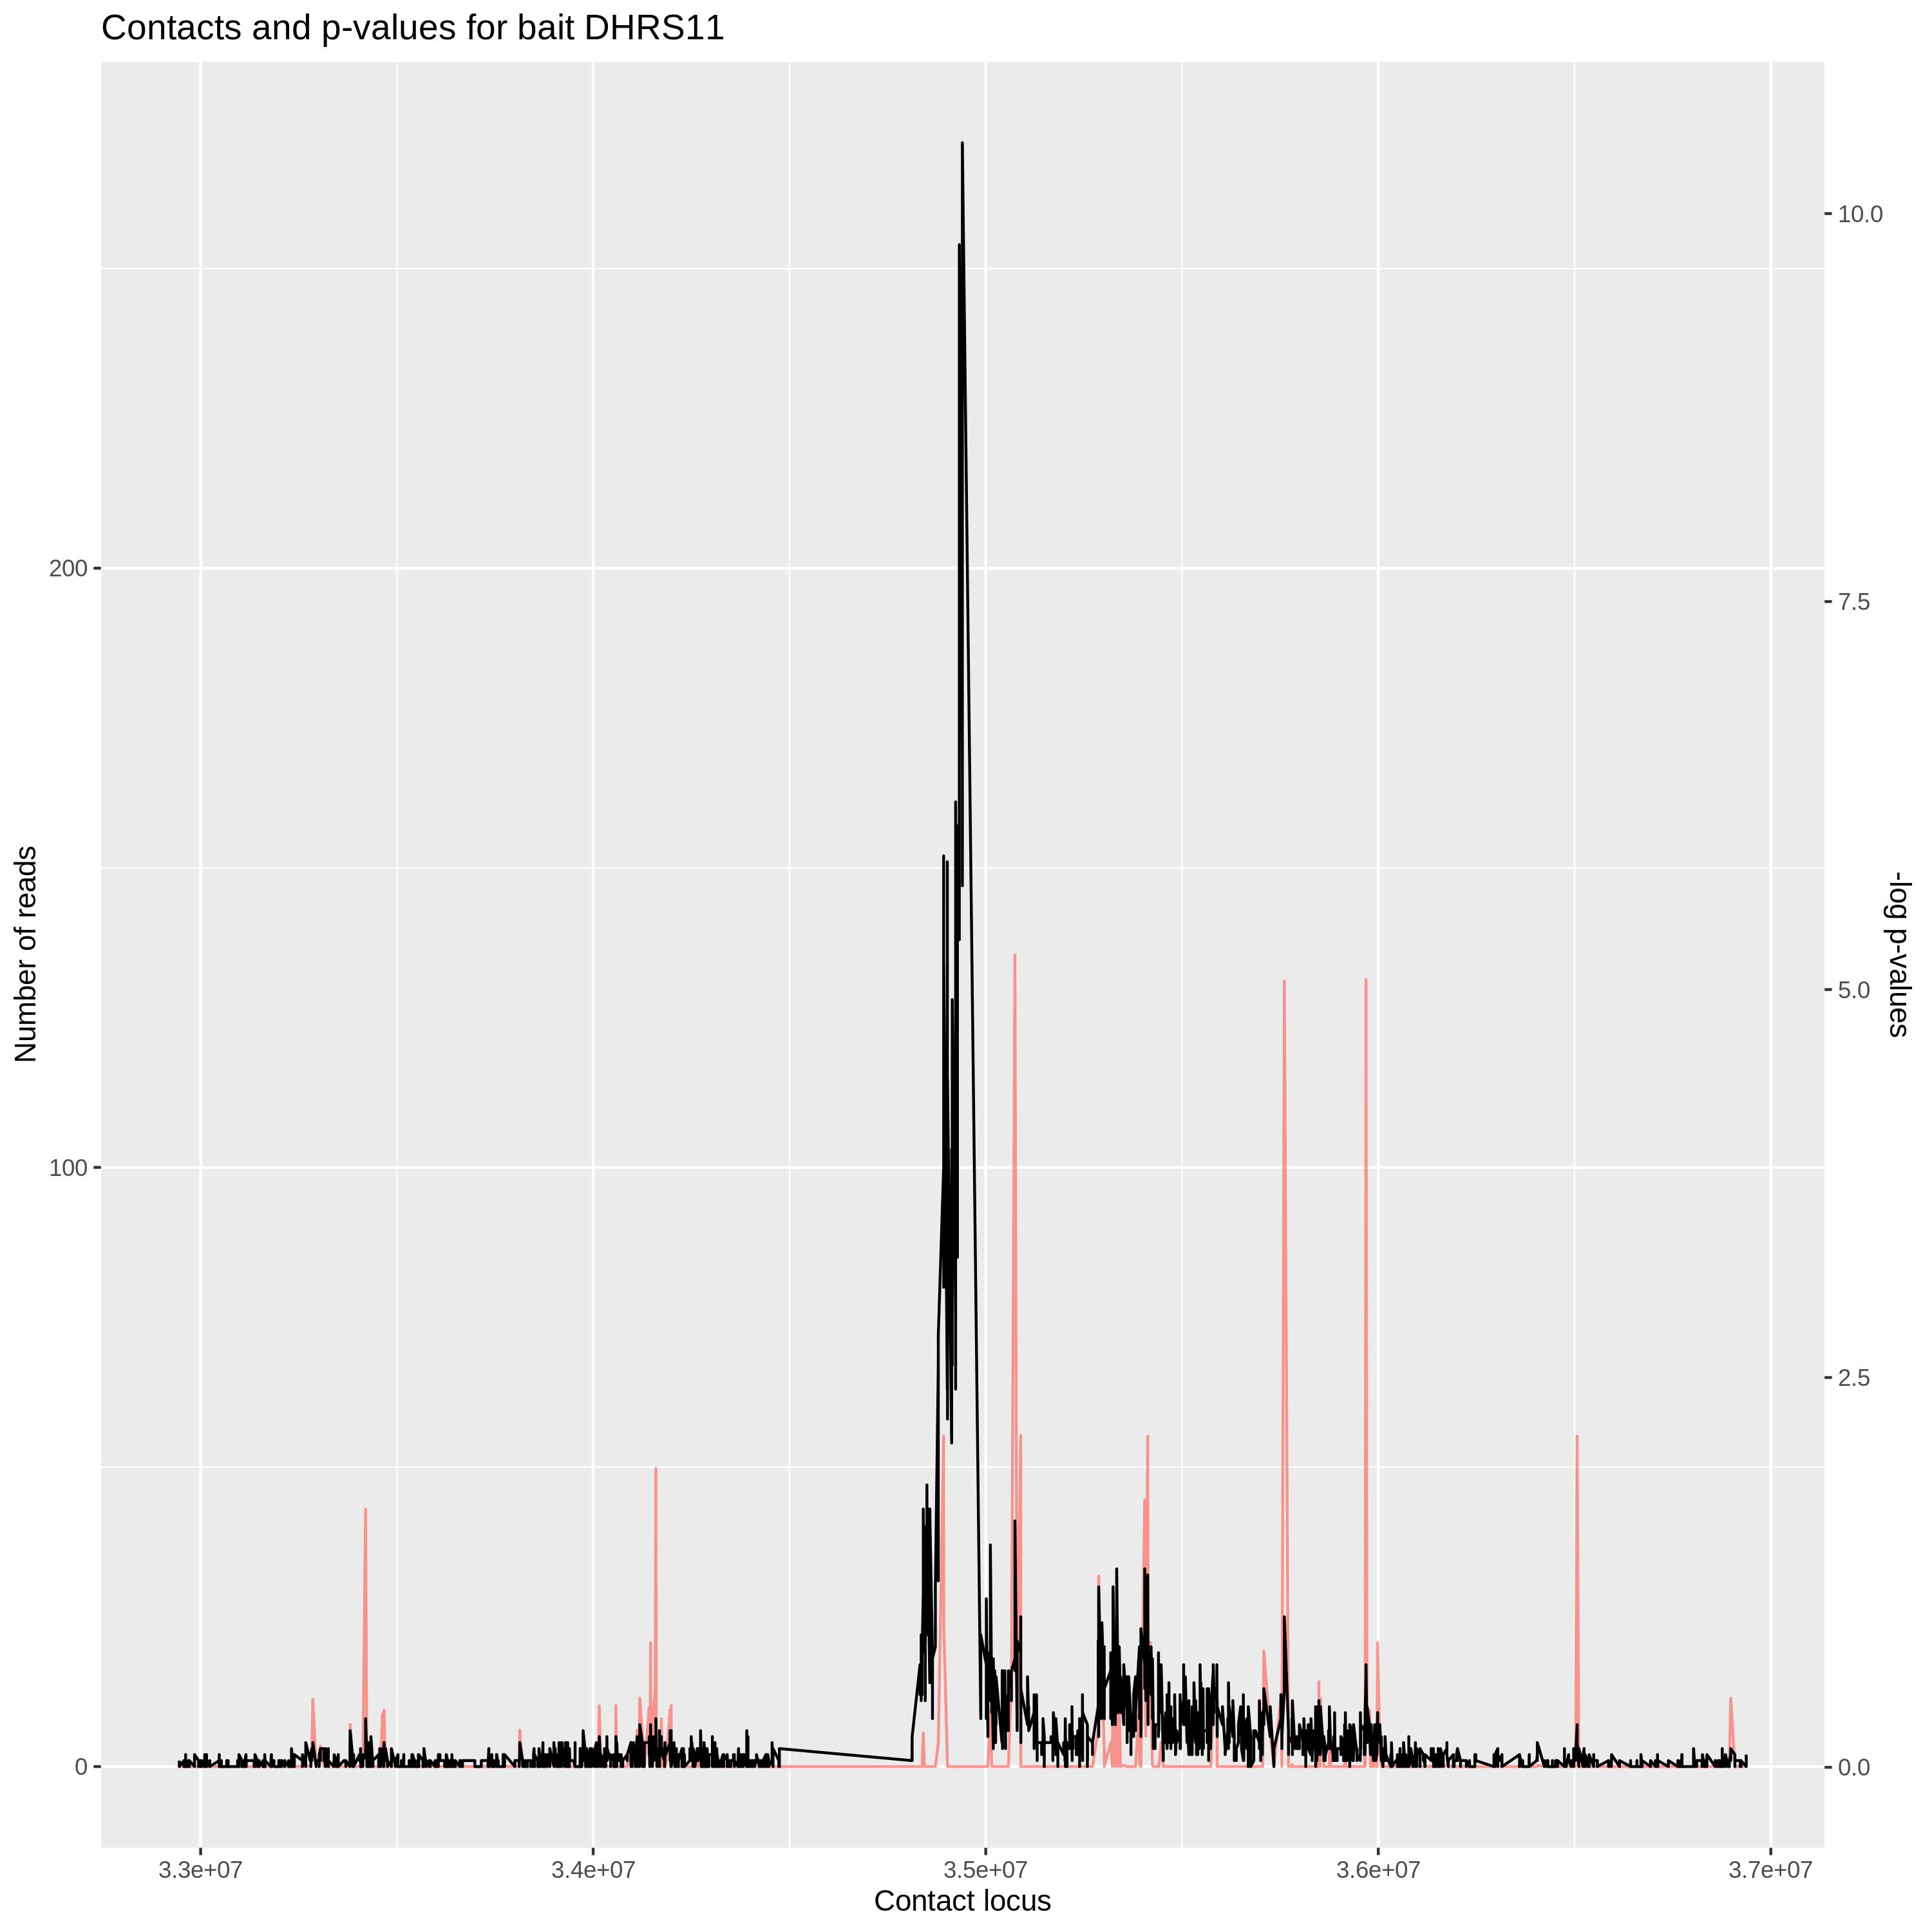 Contacts and p-values for bait DHRS11
Number of reads
200
100
0
10.0
7.5
5.0
2.5
0.0
-log p-values
3.3e+07 3.4e+07 3.5e+07 3.6e+07 3.7e+07
Contact locus